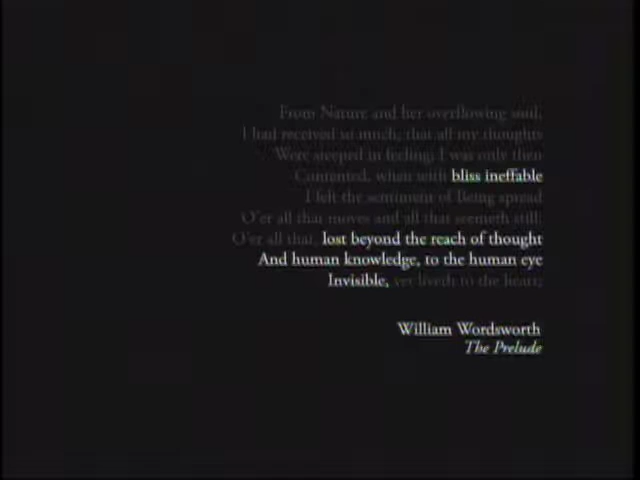 From Nature and her overflowing soul,
I had received so much, that all my thoughts
Were steeped in feeling; I was only then
Contented, when with bliss ineffable
I felt the sentiment of Being spread
O'er all that moves and all that seemeth still;
O'er all that, lost beyond the reach of thought
And human knowledge, to the human eye
Invisible, yet liveth to the heart;
William Wordsworth
The Prelude